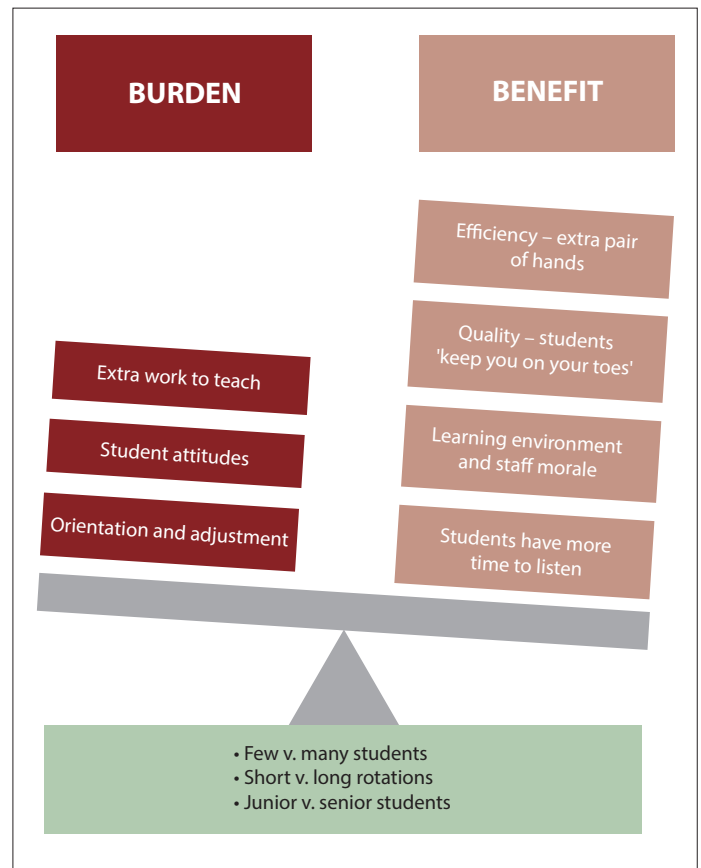 BURDEN
BENEFIT
Extra work to teach
Student attitudes
Orientation and adjustment
Efficiency – extra pair
of hands
Quality – students
'keep you on your toes'
Learning environment
and staff morale
Students have more
time to listen
• Few v. many students
• Short v. long rotations
• Junior v. senior students